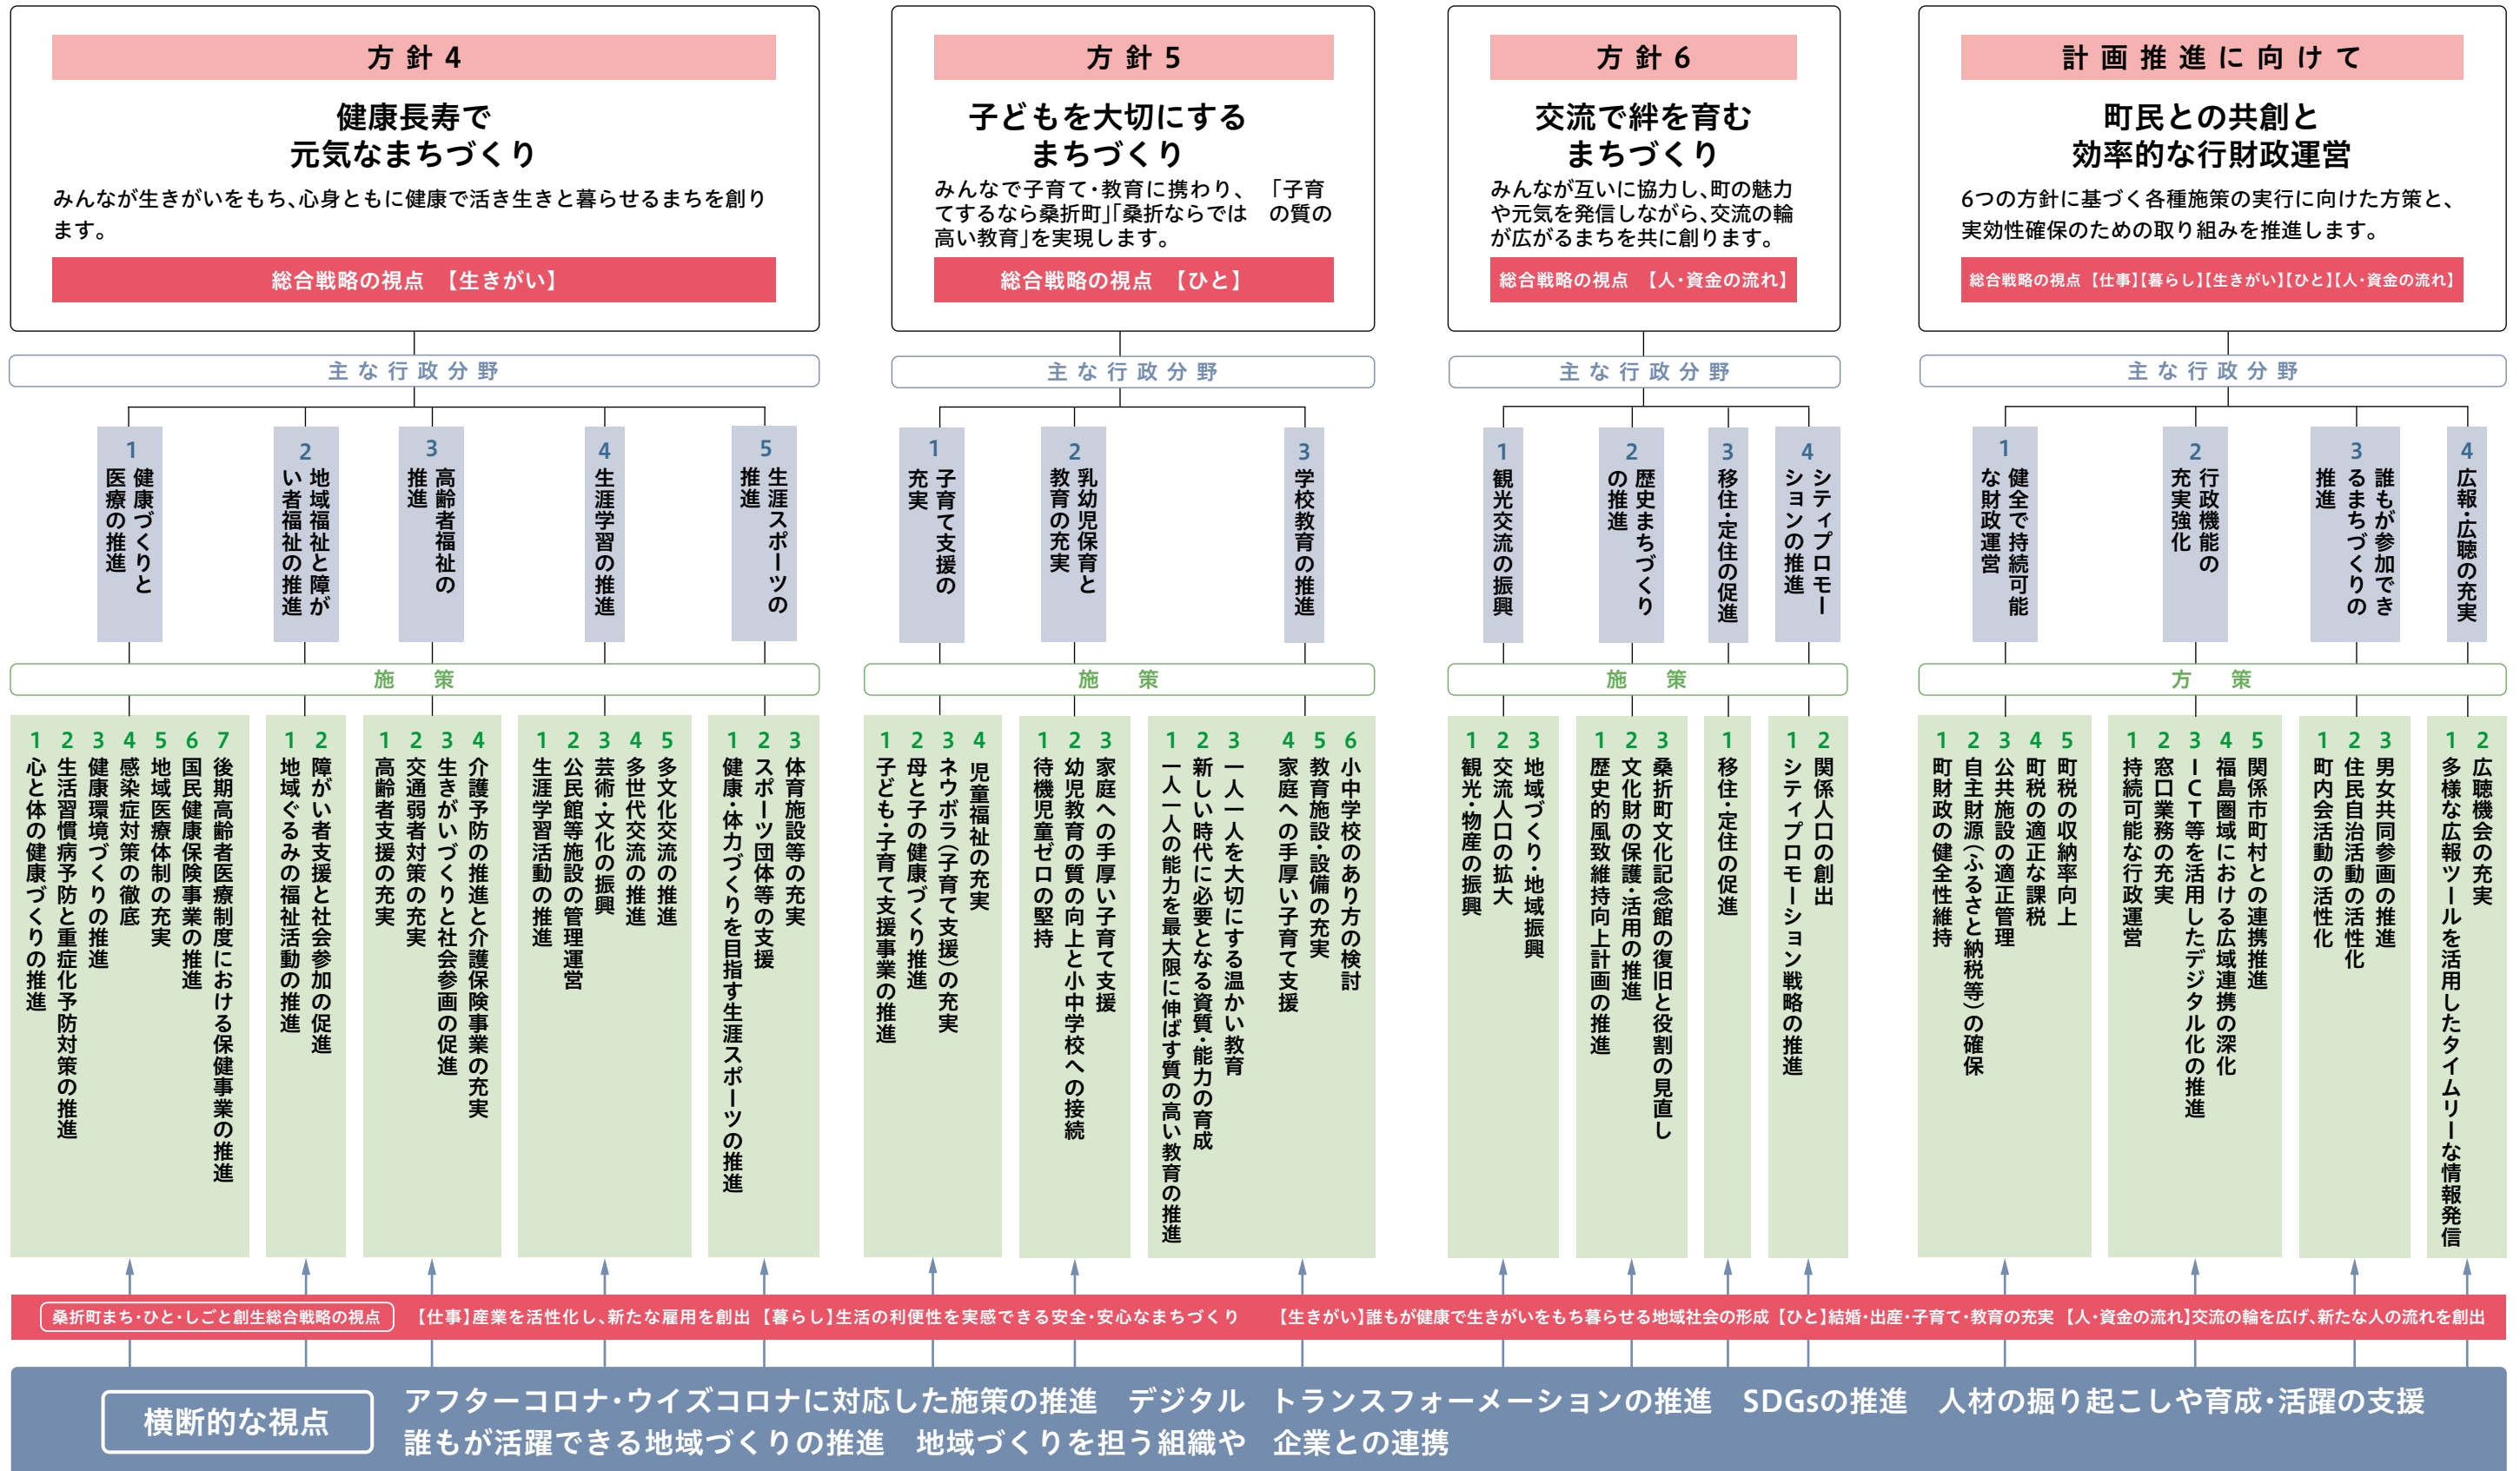 方針4
健康長寿で
元気なまちづくり
みんなが生きがいをもち、心身ともに健康で活き生きと暮らせるまちを創り
ます。
総合戦略の視点 【生きがい】
主な行政分野
1
健康づくりと
医療の推進
2
地域福祉と障が
い者福祉の推進
3
高齢者福祉の
推進
4
生涯学習の推進
5
生涯スポーツの
推進
施 策
1 心と体の健康づくりの推進
2 生活習慣病予防と重症化予防対策の推進
3 健康環境づくりの推進
4 感染症対策の徹底
5 地域医療体制の充実
6 国民健康保険事業の推進
7 後期高齢者医療制度における保健事業の推進
1 地域ぐるみの福祉活動の推進
2 障がい者支援と社会参加の促進
1 高齢者支援の充実
2 交通弱者対策の充実
3 生きがいづくりと社会参画の促進
4 介護予防の推進と介護保険事業の充実
1 生涯学習活動の推進
2 公民館等施設の管理運営
3 芸術・文化の振興
4 多世代交流の推進
5 多文化交流の推進
1 健康・体力づくりを目指す生涯スポーツの推進
2 スポーツ団体等の支援
3 体育施設等の充実
方針5
子どもを大切にする
まちづくり
みんなで子育て・教育に携わり、 「子育
てするなら桑折町」「桑折ならでは の質の
高い教育」を実現します。
総合戦略の視点 【ひと】
主な行政分野
1
子育て支援の
充実
2
乳幼児保育と
教育の充実
3
学校教育の推進
施 策
1 子ども・子育て支援事業の推進
2 母と子の健康づくり推進
3 ネウボラ（子育て支援）の充実
4 児童福祉の充実
1 待機児童ゼロの堅持
2 幼児教育の質の向上と小中学校への接続
3 家庭への手厚い子育て支援
1 一人一人の能力を最大限に伸ばす質の高い教育の推進
2 新しい時代に必要となる資質・能力の育成
3 一人一人を大切にする温かい教育
4 家庭への手厚い子育て支援
5 教育施設・設備の充実
6 小中学校のあり方の検討
方針6
交流で絆を育む
まちづくり
みんなが互いに協力し、町の魅力
や元気を発信しながら、交流の輪
が広がるまちを共に創ります。
総合戦略の視点 【人・資金の流れ】
主な行政分野
1
観光交流の振興
2
歴史まちづくり
の推進
3
移住・定住の促進
4
シティプロモー
ションの推進
施 策
1 観光・物産の振興
2 交流人口の拡大
3 地域づくり・地域振興
1 歴史的風致維持向上計画の推進
2 文化財の保護・活用の推進
3 桑折町文化記念館の復旧と役割の見直し
1 移住・定住の促進
1 シティプロモーション戦略の推進
2 関係人口の創出
計画推進に向けて
町民との共創と
効率的な行財政運営
6つの方針に基づく各種施策の実行に向けた方策と、
実効性確保のための取り組みを推進します。
総合戦略の視点 【仕事】【暮らし】【生きがい】【ひと】【人・資金の流れ】
主な行政分野
1
健全で持続可能
な財政運営
2
行政機能の
充実強化
3
誰もが参加でき
るまちづくりの
推進
4
広報・広聴の充実
方 策
1 町財政の健全性維持
2 自主財源（ふるさと納税等）の確保
3 公共施設の適正管理
4 町税の適正な課税
5 町税の収納率向上
1 持続可能な行政運営
2 窓口業務の充実
3 ICT等を活用したデジタル化の推進
4 福島圏域における広域連携の深化
5 関係市町村との連携推進
1 町内会活動の活性化
2 住民自治活動の活性化
3 男女共同参画の推進
1 多様な広報ツールを活用したタイムリーな情報発信
2 広聴機会の充実
桑折町まち・ひと・しごと創生総合戦略の視点 【仕事】産業を活性化し、新たな雇用を創出 【暮らし】生活の利便性を実感できる安全・安心なまちづくり 【生きがい】誰もが健康で生きがいをもち暮らせる地域社会の形成 【ひと】結婚・出産・子育て・教育の充実 【人・資金の流れ】交流の輪を広げ、新たな人の流れを創出
横断的な視点
アフターコロナ・ウイズコロナに対応した施策の推進 デジタル トランスフォーメーションの推進 SDGsの推進 人材の掘り起こしや育成・活躍の支援
誰もが活躍できる地域づくりの推進 地域づくりを担う組織や 企業との連携